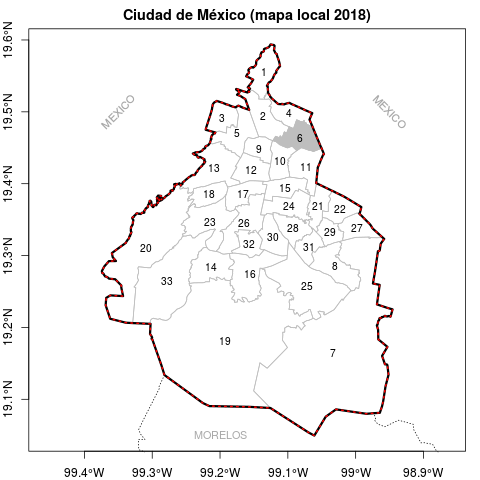 Ciudad de México (mapa local 2018)
19.6°N
19.5°N
19.4°N
19.3°N
19.2°N
19.1°N
MEXICO
MEXICO
1
2
3
4
5
6
9
10
11
12
13
15
17
18
24
21
22
23
26
28
29
27
30
32
31
20
14
16
8
33
25
19
7
MORELOS
99.4°W
99.3°W
99.2°W
99.1°W
99°W
98.9°W